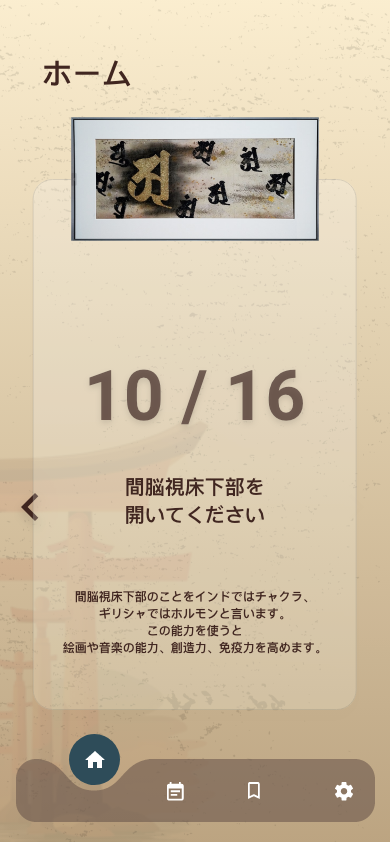 ホーム
10 / 16
間脳視床下部を
開いてください
間脳視床下部のことをインドではチャクラ、
ギリシャではホルモンと言います。
この能力を使うと
絵画や音楽の能力、創造力、免疫力を高めます。